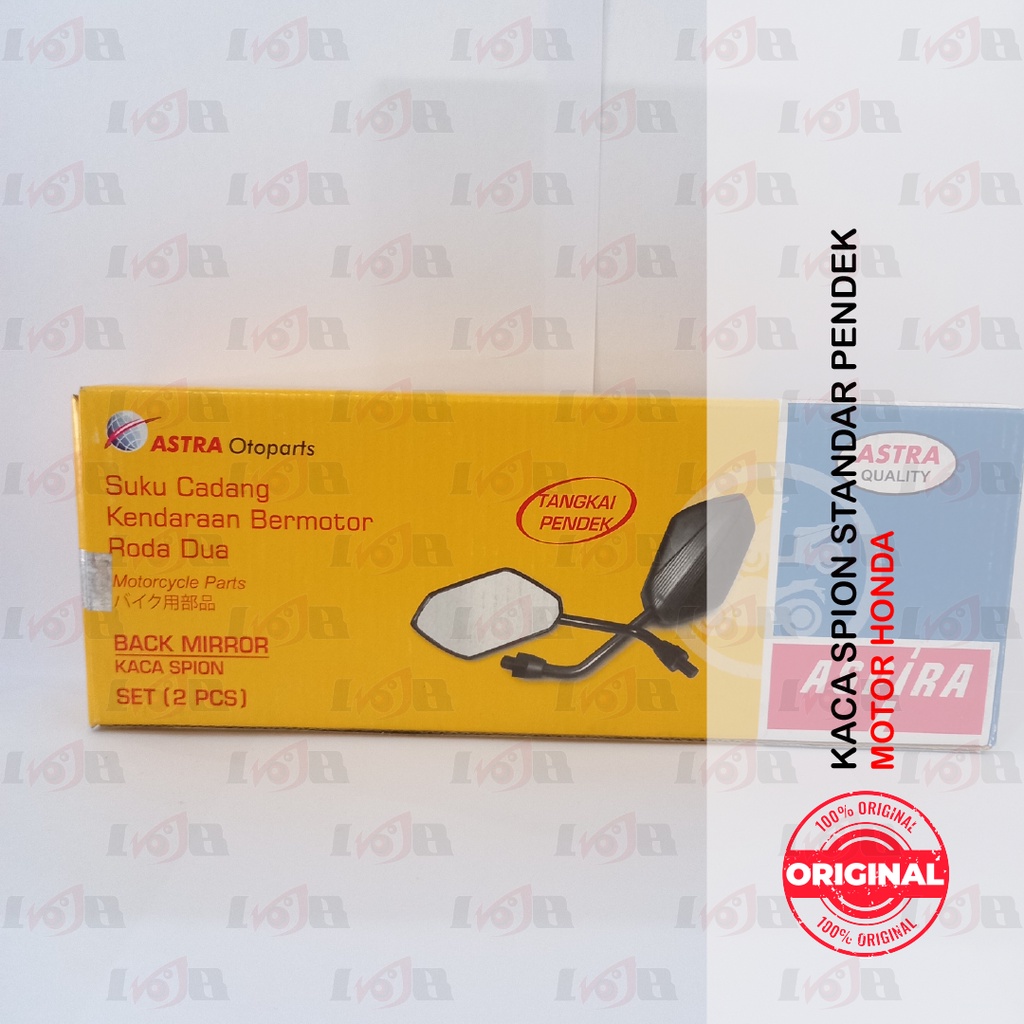 ASTRA Otoparts
Suku Cadang
Kendaraan Bermotor
Roda Dua
Motorcycle Parts
バイク用部品
BACK MIRROR
KACA SPION
SET (2 PCS)
TANGKAI
PENDEK
ASTRA
QUALITY
KACA SPION STANDAR PENDEK
MOTOR HONDA
100% ORIGINAL
ORIGINAL
100% ORIGINAL